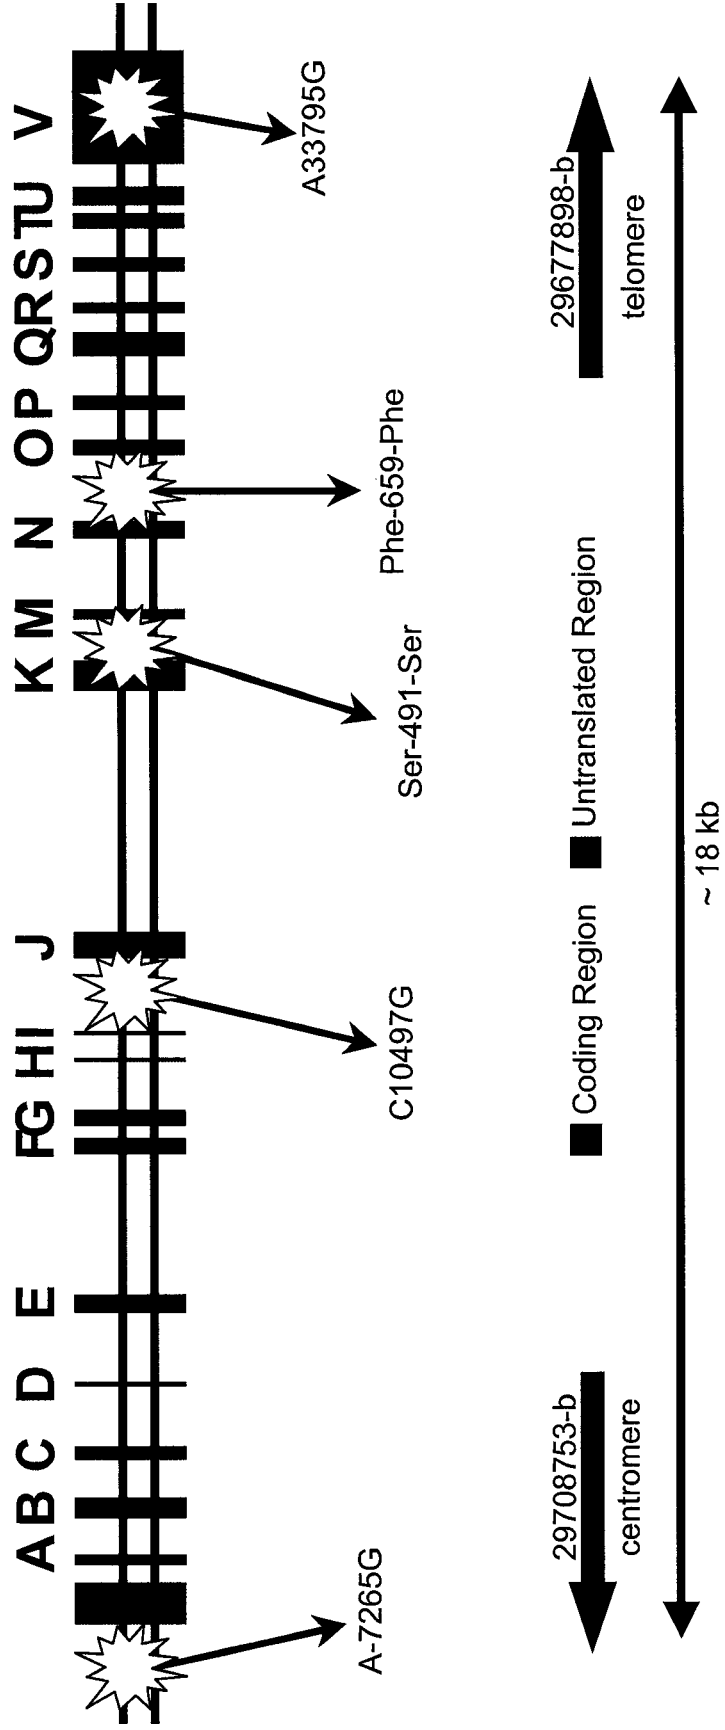 A B C D E FG HI J K M N O P QR S TU V
A-7265G
C10497G
Ser-491-Ser
Phe-659-Phe
A33795G
29708753-b
centromere
Coding Region
Untranslated Region
29677898-b
telomere
~ 18 kb